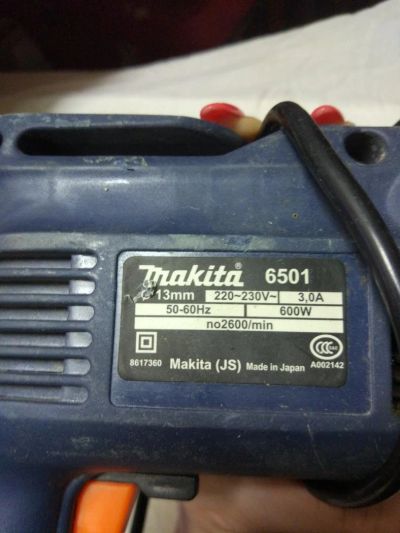 makita 6501
13mm 220~230V~ 3,0A
50-60Hz 600W
no2600/min
CCC
8617360 Makita (JS) Made in Japan A002142